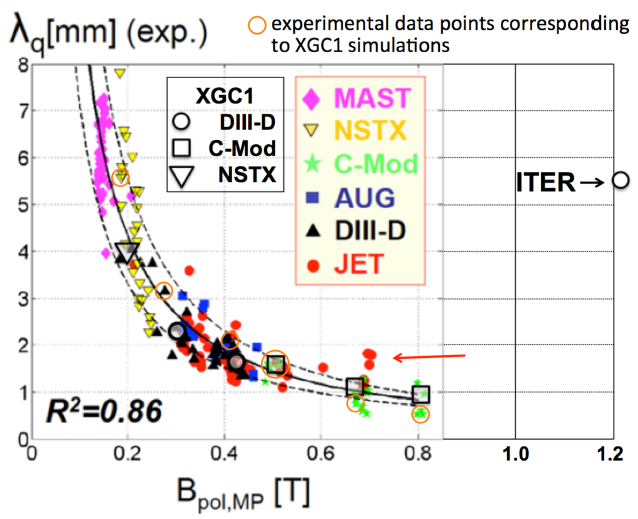 λq[mm] (exp.)
experimental data points corresponding
to XGC1 simulations
8
7
6
5
4
3
2
1
0
XGC1
DIII-D
C-Mod
NSTX
MAST
NSTX
C-Mod
AUG
DIII-D
JET
ITER→
R²=0.86
0
0.2
0.4
0.6
0.8
1.0
1.2
Bpol,MP [T]